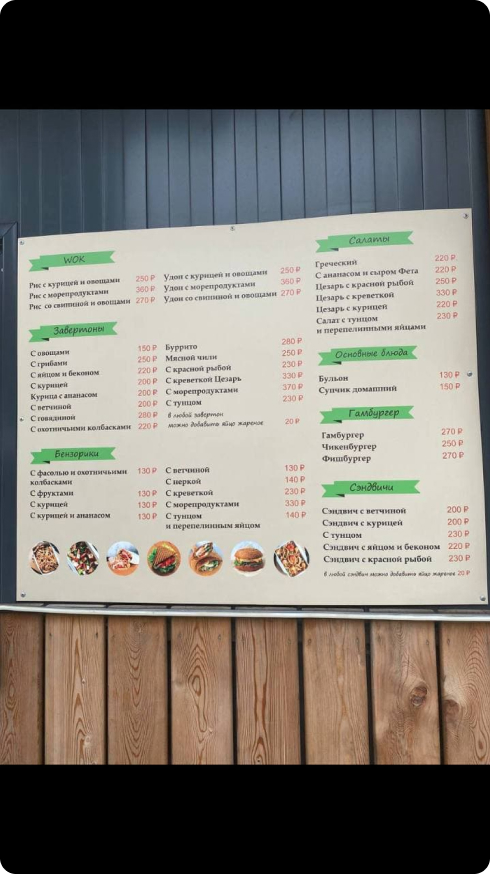 WOK
Рис с курицей и овощами 250 ₽
Рис с морепродуктами 360 ₽
Рис со свининой и овощами 270 ₽
Удон с курицей и овощами 250 ₽
Удон с морепродуктами 360 ₽
Удон со свининой и овощами 270 ₽
Завертоны
С овощами 150 ₽
С грибами 250 ₽
С яйцом и беконом 220 ₽
С курицей 200 ₽
Курица с ананасом 200 ₽
С ветчиной 200 ₽
С говядиной 280 ₽
С охотничьими колбасками 220 ₽
Буррито 280 ₽
Мясной чили 250 ₽
С красной рыбой 230 ₽
С креветкой Цезарь 330 ₽
С морепродуктами 370 ₽
С тунцом 230 ₽
в любой завертон
можно добавить яйцо жареное 20 ₽
Бензорики
С фасолью и охотничьими 130 ₽
колбасками
С фруктами 130 ₽
С курицей 130 ₽
С курицей и ананасом 130 ₽
С ветчиной 130 ₽
С неркой 140 ₽
С креветкой 230 ₽
С морепродуктами 330 ₽
С тунцом 140 ₽
и перепелинным яйцом
Салаты
Греческий 220 ₽.
С ананасом и сыром Фета 220 ₽
Цезарь с красной рыбой 250 ₽
Цезарь с креветкой 330 ₽
Цезарь с курицей 220 ₽
Салат с тунцом 230 ₽
и перепелинными яйцами
Основные блюда
Бульон 130 ₽
Супчик домашний 150 ₽
Гамбургер
Гамбургер 270 ₽
Чикенбургер 250 ₽
Фишбургер 270 ₽
Сэндвичи
Сэндвич с ветчиной 200 ₽
Сэндвич с курицей 200 ₽
С тунцом 230 ₽
Сэндвич с яйцом и беконом 220 ₽
Сэндвич с красной рыбой 230 ₽
в любой сэндвич можно добавить яйцо жареное 20 ₽